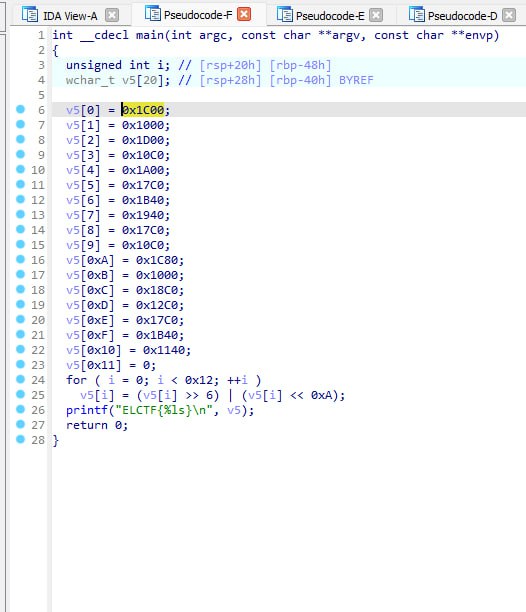 IDA View-A Pseudocode-F Pseudocode-E Pseudocode-D
1 int __cdecl main(int argc, const char **argv, const char **envp)
2 {
3 unsigned int i; // [rsp+20h] [rbp-48h]
4 wchar_t v5[20]; // [rsp+28h] [rbp-40h] BYREF
5
6 v5[0] = 0x1C00;
7 v5[1] = 0x1000;
8 v5[2] = 0x1D00;
9 v5[3] = 0x10C0;
10 v5[4] = 0x1A00;
11 v5[5] = 0x17C0;
12 v5[6] = 0x1B40;
13 v5[7] = 0x1940;
14 v5[8] = 0x17C0;
15 v5[9] = 0x10C0;
16 v5[0xA] = 0x1C80;
17 v5[0xB] = 0x1000;
18 v5[0xC] = 0x18C0;
19 v5[0xD] = 0x12C0;
20 v5[0xE] = 0x17C0;
21 v5[0xF] = 0x1B40;
22 v5[0x10] = 0x1140;
23 v5[0x11] = 0;
24 for ( i = 0; i < 0x12; ++i )
25 v5[i] = (v5[i] >> 6) | (v5[i] << 0xA);
26 printf("ELCTF{%ls}\n", v5);
27 return 0;
28 }